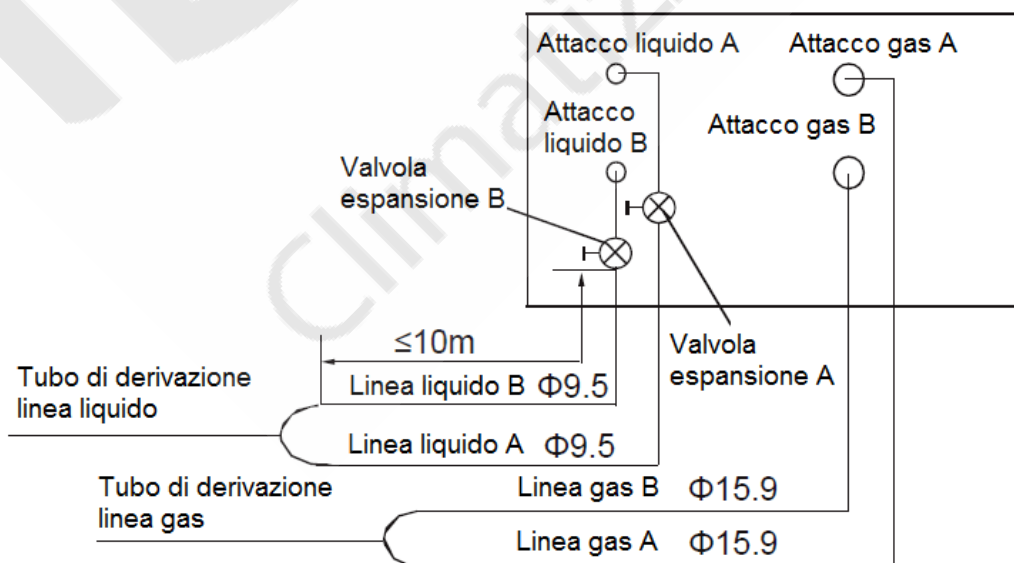 Attacco liquido A
Attacco gas A
Attacco
liquido B
Attacco gas B
Valvola
espansione B
≤10m
Valvola
espansione A
Tubo di derivazione
linea liquido
Linea liquido B Φ9.5
Linea liquido A Φ9.5
Tubo di derivazione
linea gas
Linea gas B Φ15.9
Linea gas A Φ15.9